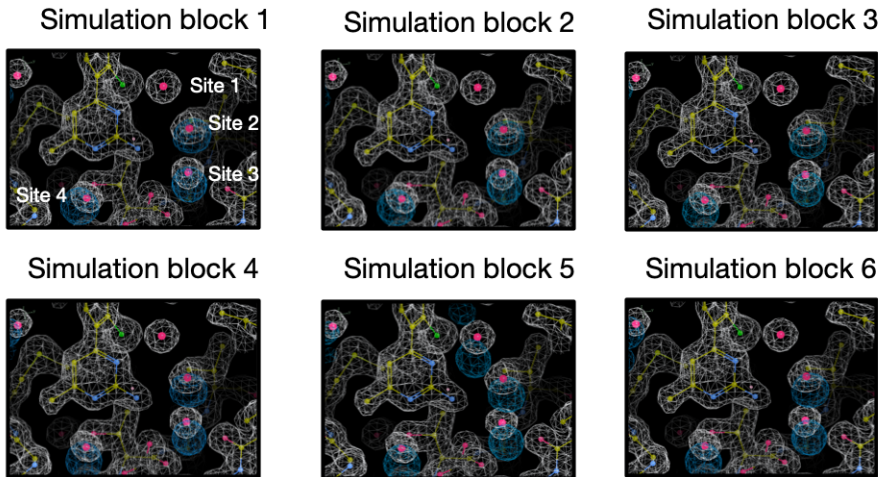 Simulation block 1
Simulation block 2
Simulation block 3
Site 1
Site 2
Site 3
Site 4
Simulation block 4
Simulation block 5
Simulation block 6